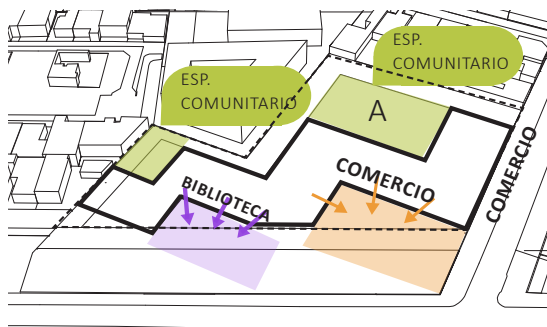 ESP.
COMUNITARIO
ESP.
COMUNITARIO
A
COMERCIO
COMERCIO
BIBLIOTECA